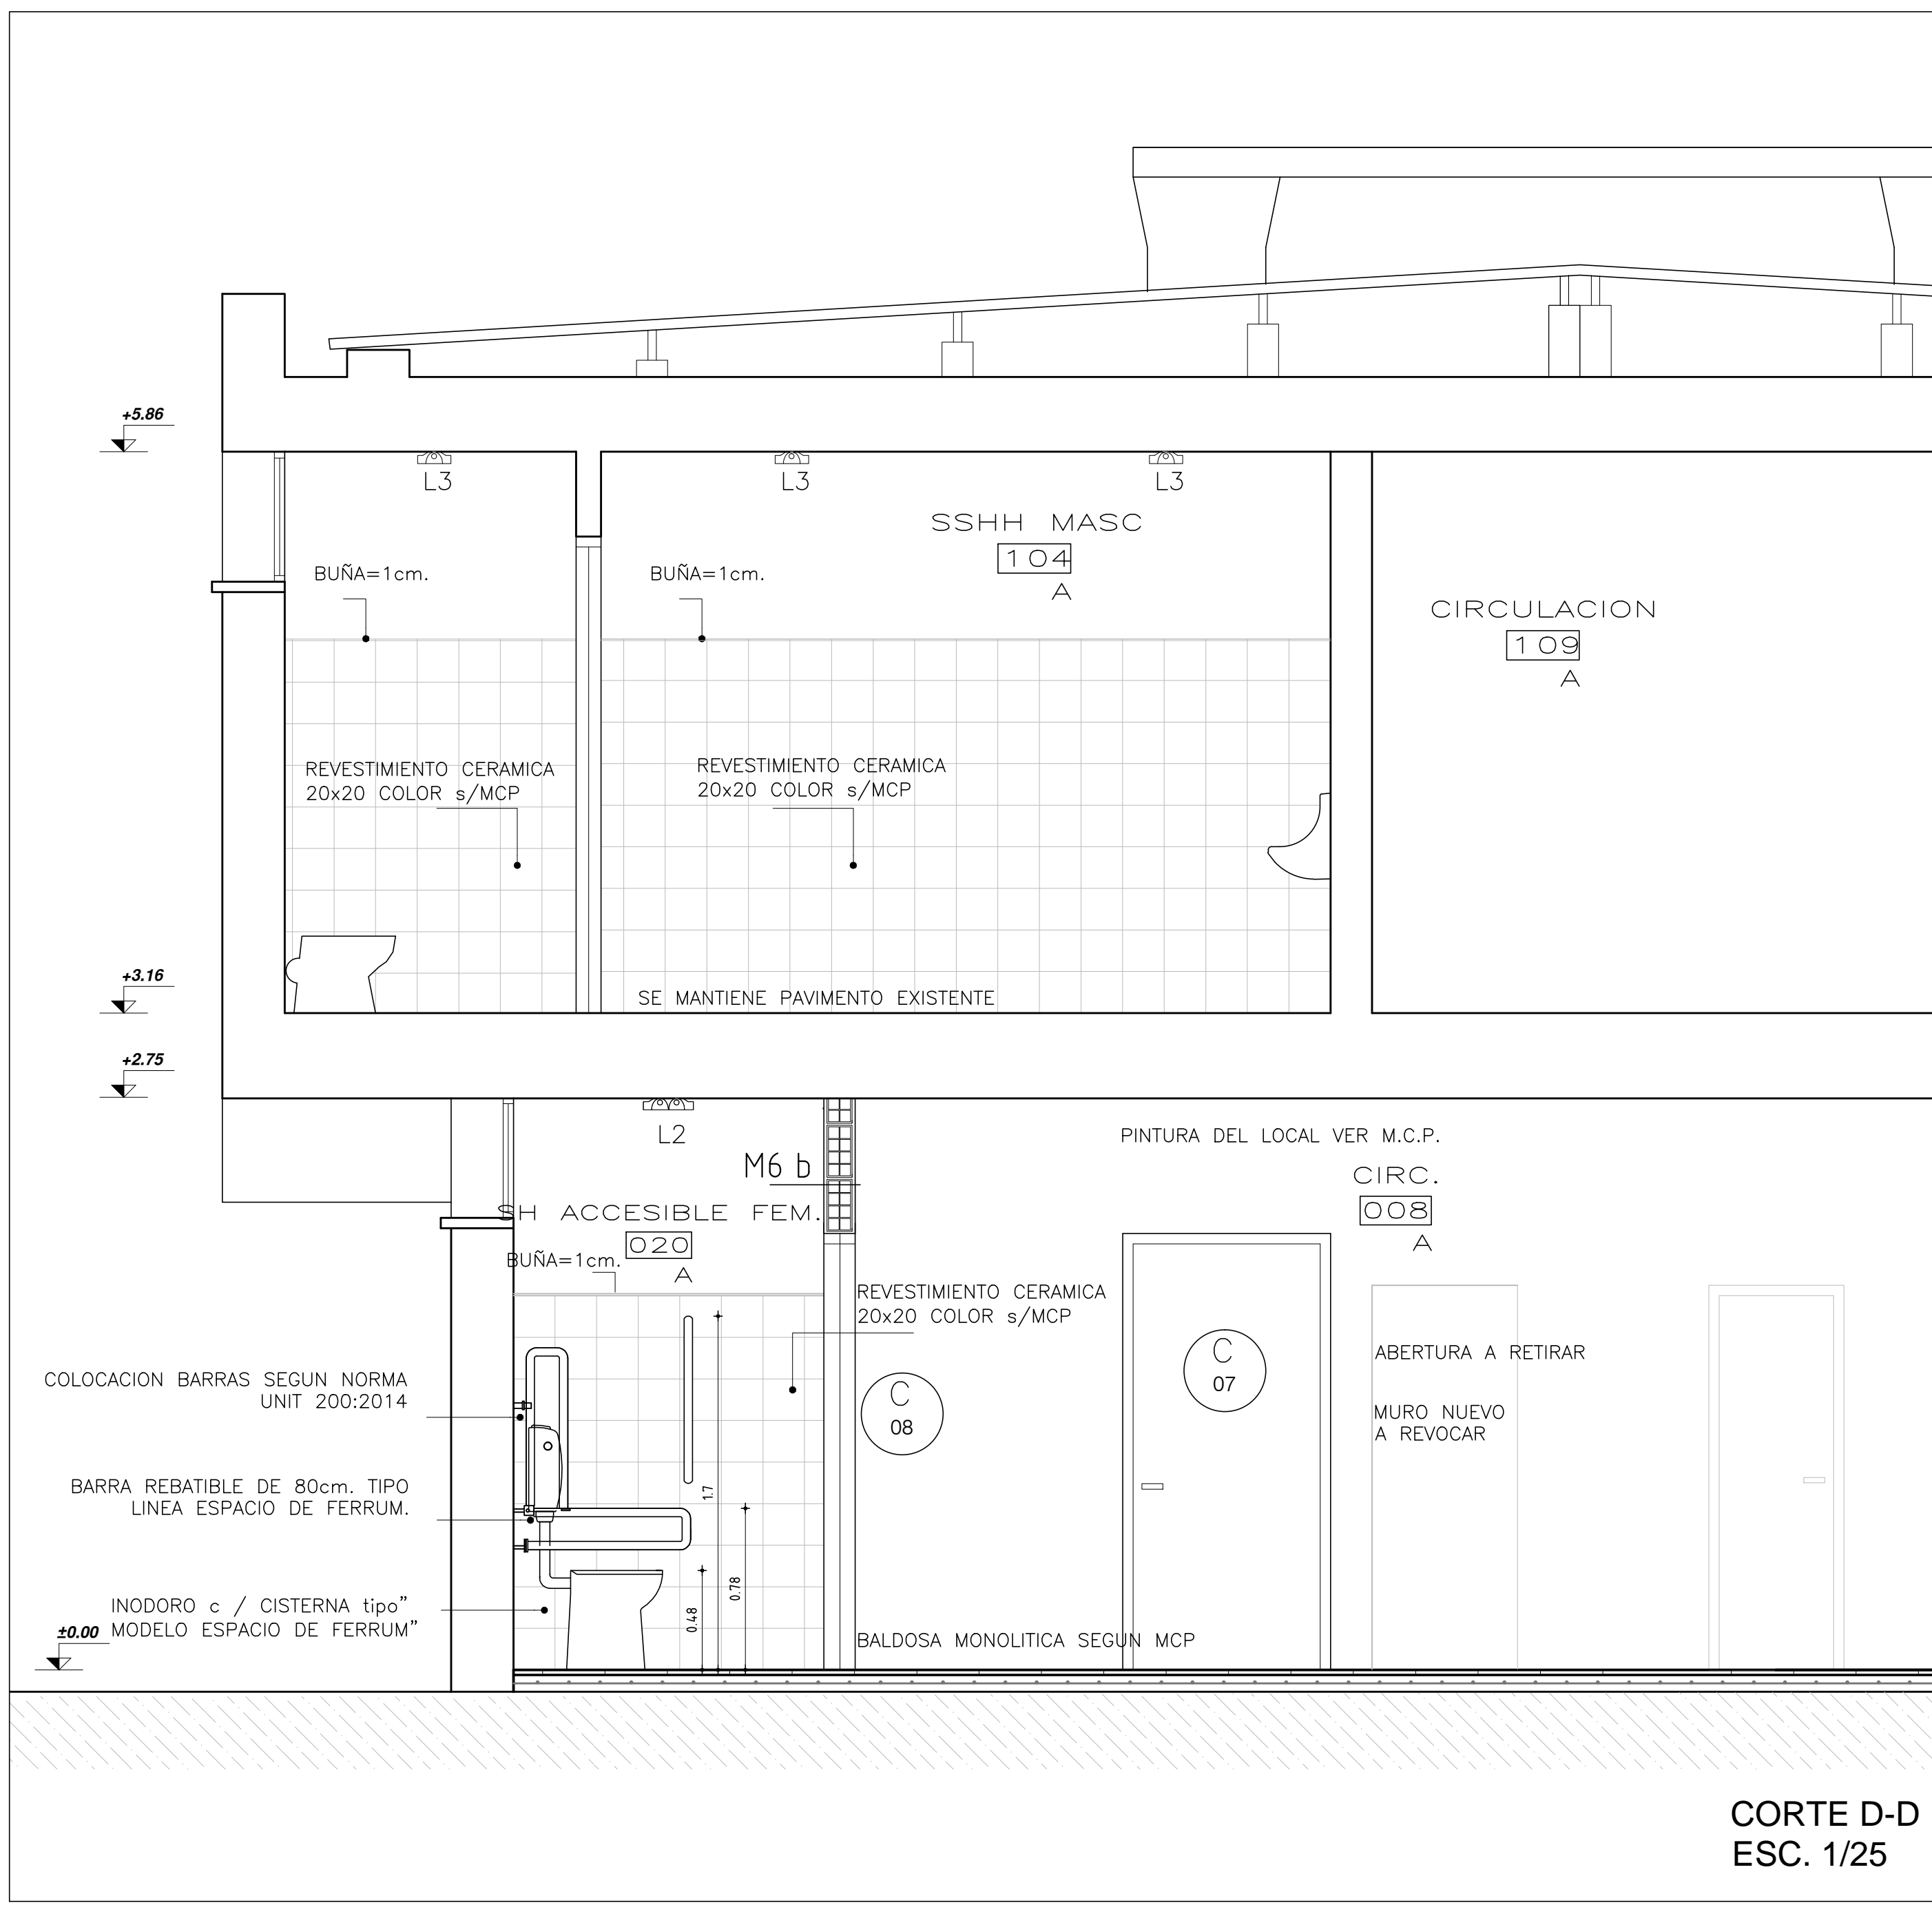 +5.86
L3
L3
L3
SSHH MASC
104
A
BUÑA=1cm.
BUÑA=1cm.
CIRCULACION
109
A
REVESTIMIENTO CERAMICA
20x20 COLOR s/MCP
REVESTIMIENTO CERAMICA
20x20 COLOR s/MCP
+3.16
SE MANTIENE PAVIMENTO EXISTENTE
+2.75
L2
M6 b
PINTURA DEL LOCAL VER M.C.P.
CIRC.
008
A
SH ACCESIBLE FEM.
020
A
BUÑA=1cm.
REVESTIMIENTO CERAMICA
20x20 COLOR s/MCP
C
07
C
08
ABERTURA A RETIRAR
MURO NUEVO
A REVOCAR
COLOCACION BARRAS SEGUN NORMA
UNIT 200:2014
BARRA REBATIBLE DE 80cm. TIPO
LINEA ESPACIO DE FERRUM.
1.7
0.78
0.48
INODORO c / CISTERNA tipo"
MODELO ESPACIO DE FERRUM"
±0.00
BALDOSA MONOLITICA SEGUN MCP
CORTE D-D
ESC. 1/25